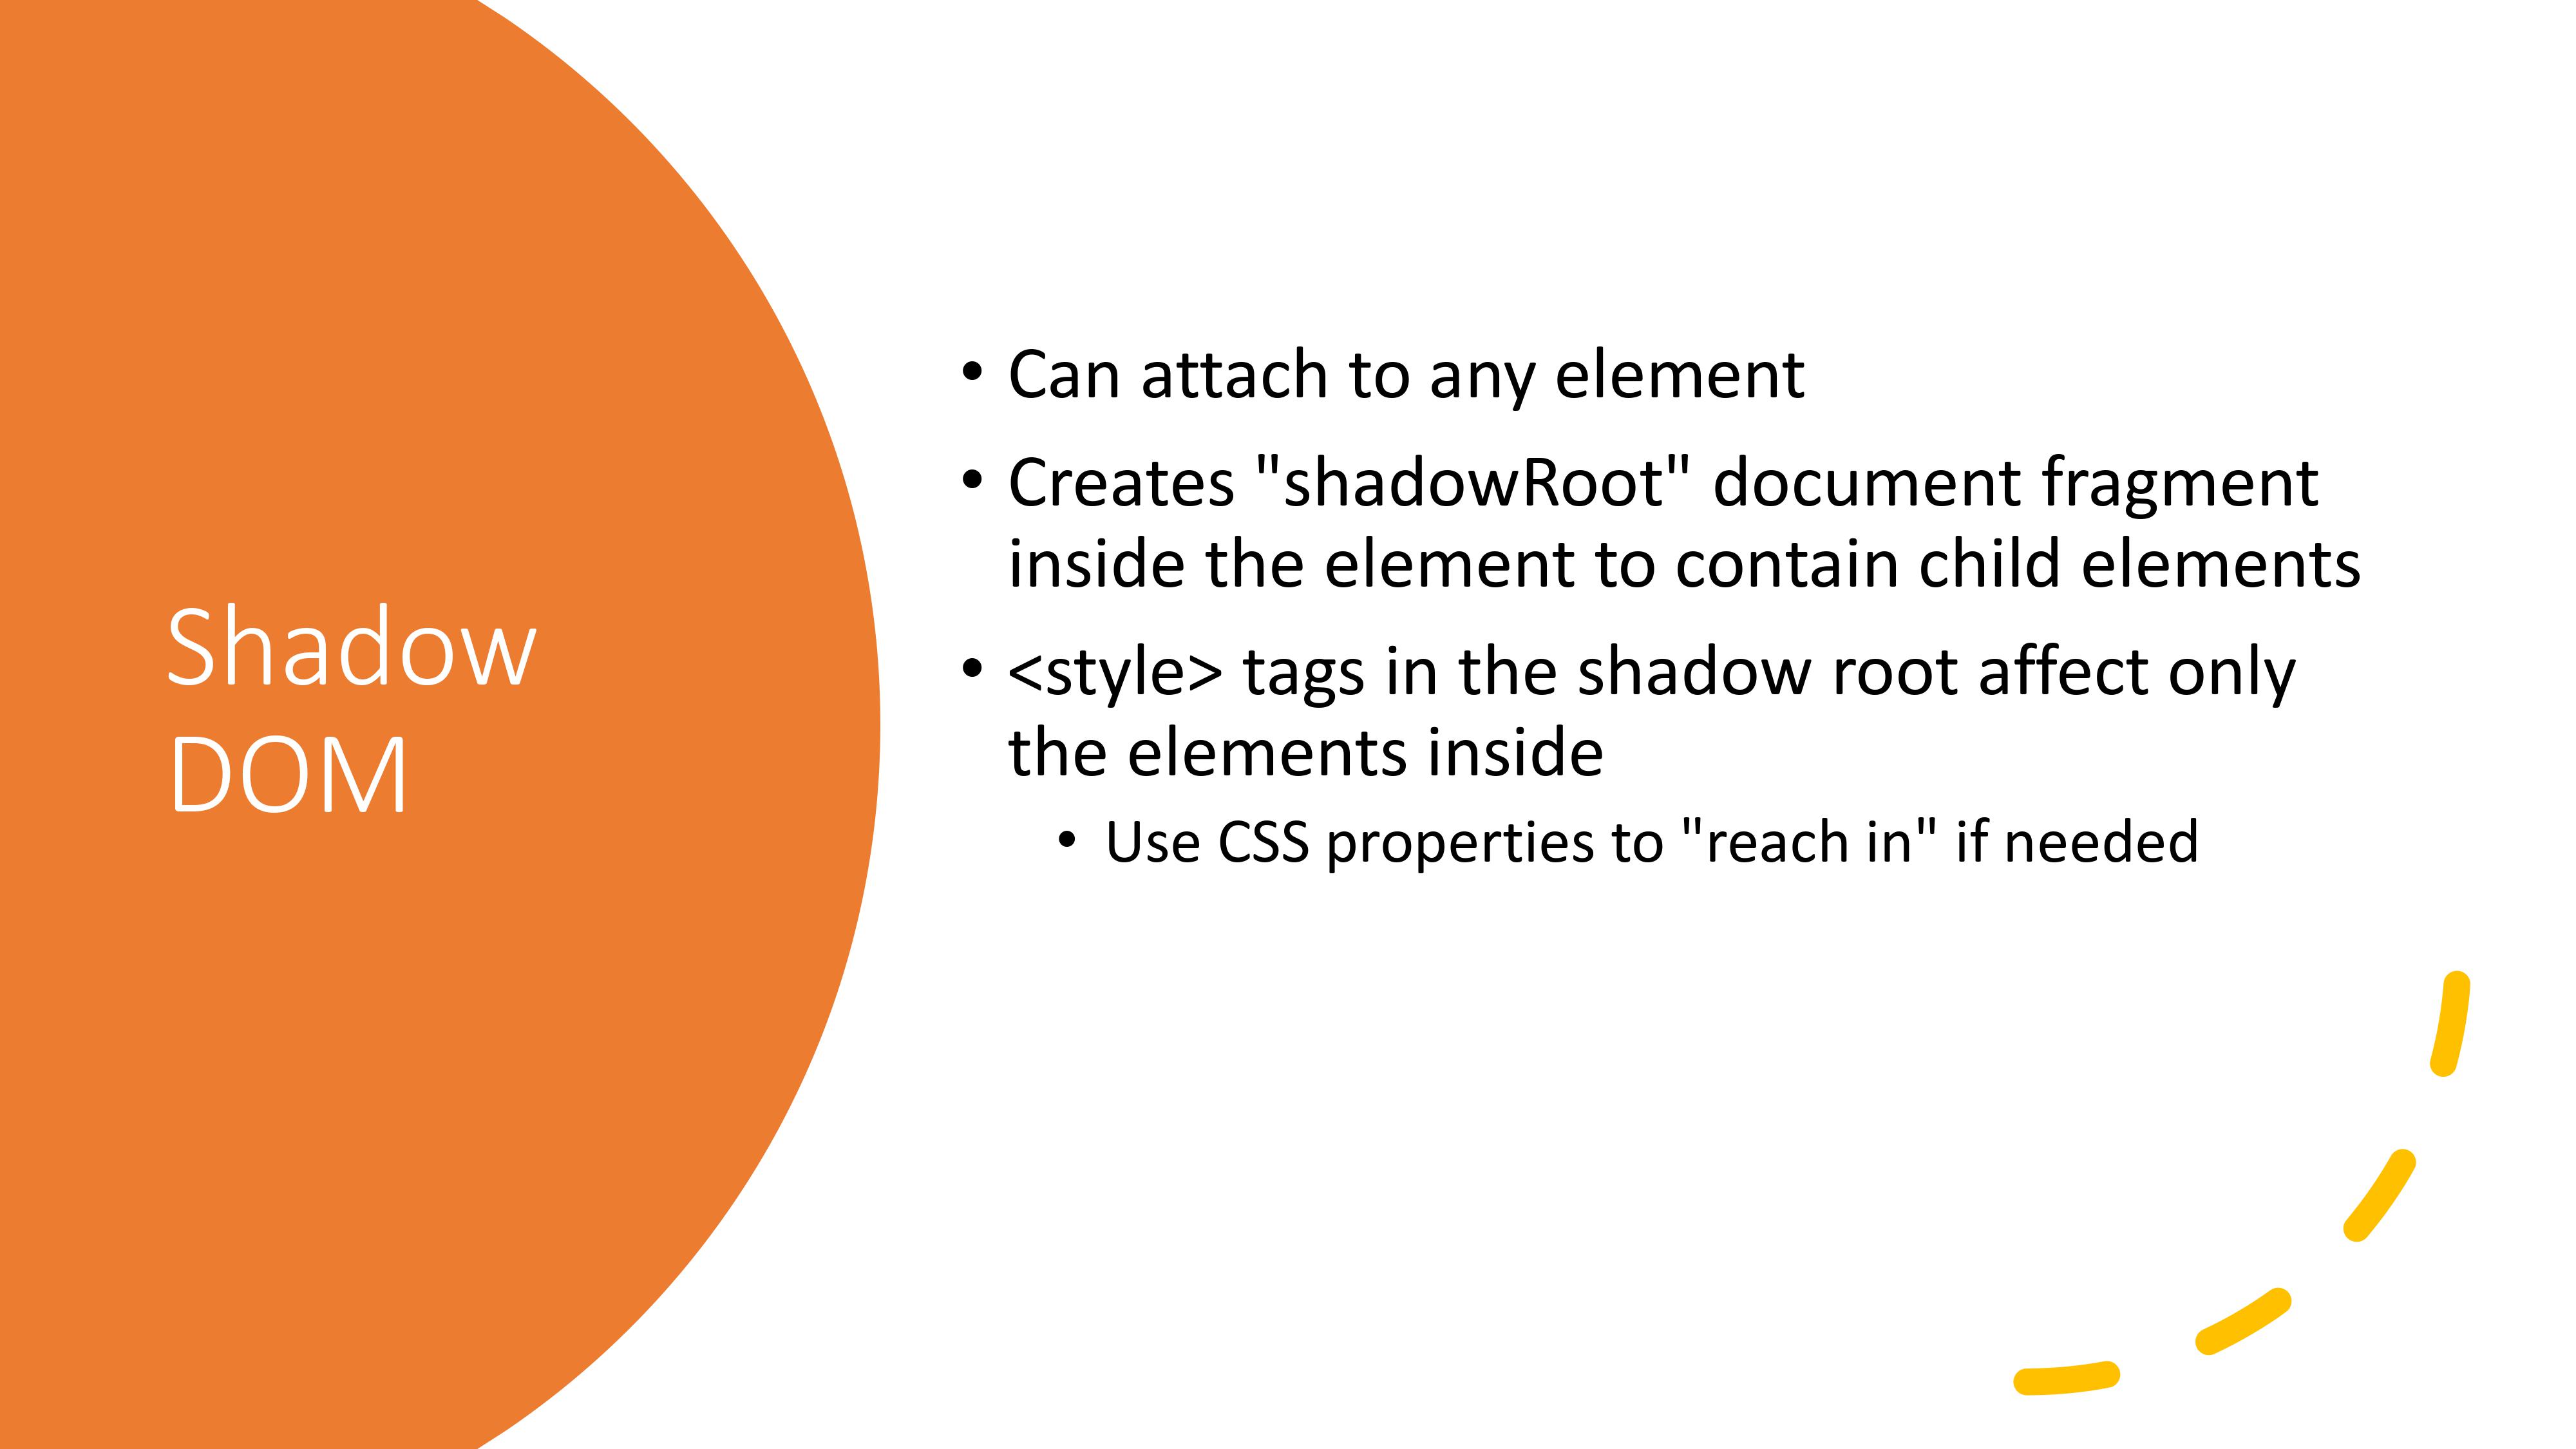 Shadow
DOM
• Can attach to any element
• Creates "shadowRoot" document fragment
inside the element to contain child elements
• <style> tags in the shadow root affect only
the elements inside
• Use CSS properties to "reach in" if needed